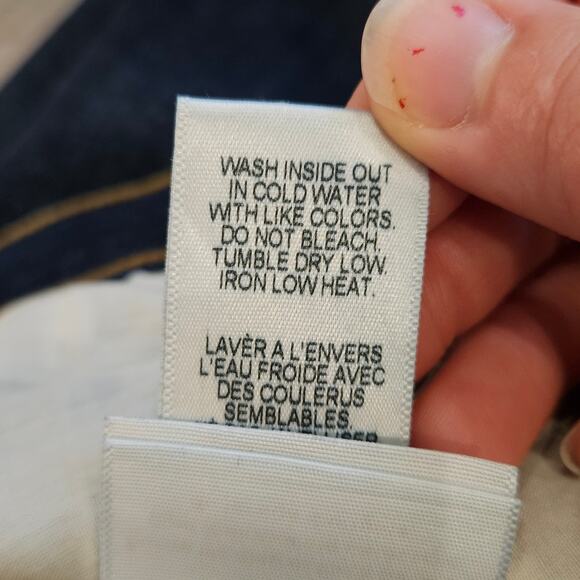 WASH INSIDE OUT
IN COLD WATER
WITH LIKE COLORS.
DO NOT BLEACH.
TUMBLE DRY LOW.
IRON LOW HEAT.
LAVÈR A L'ENVERS
L'EAU FROIDE AVEC
DES COULERUS
SEMBLABLES.